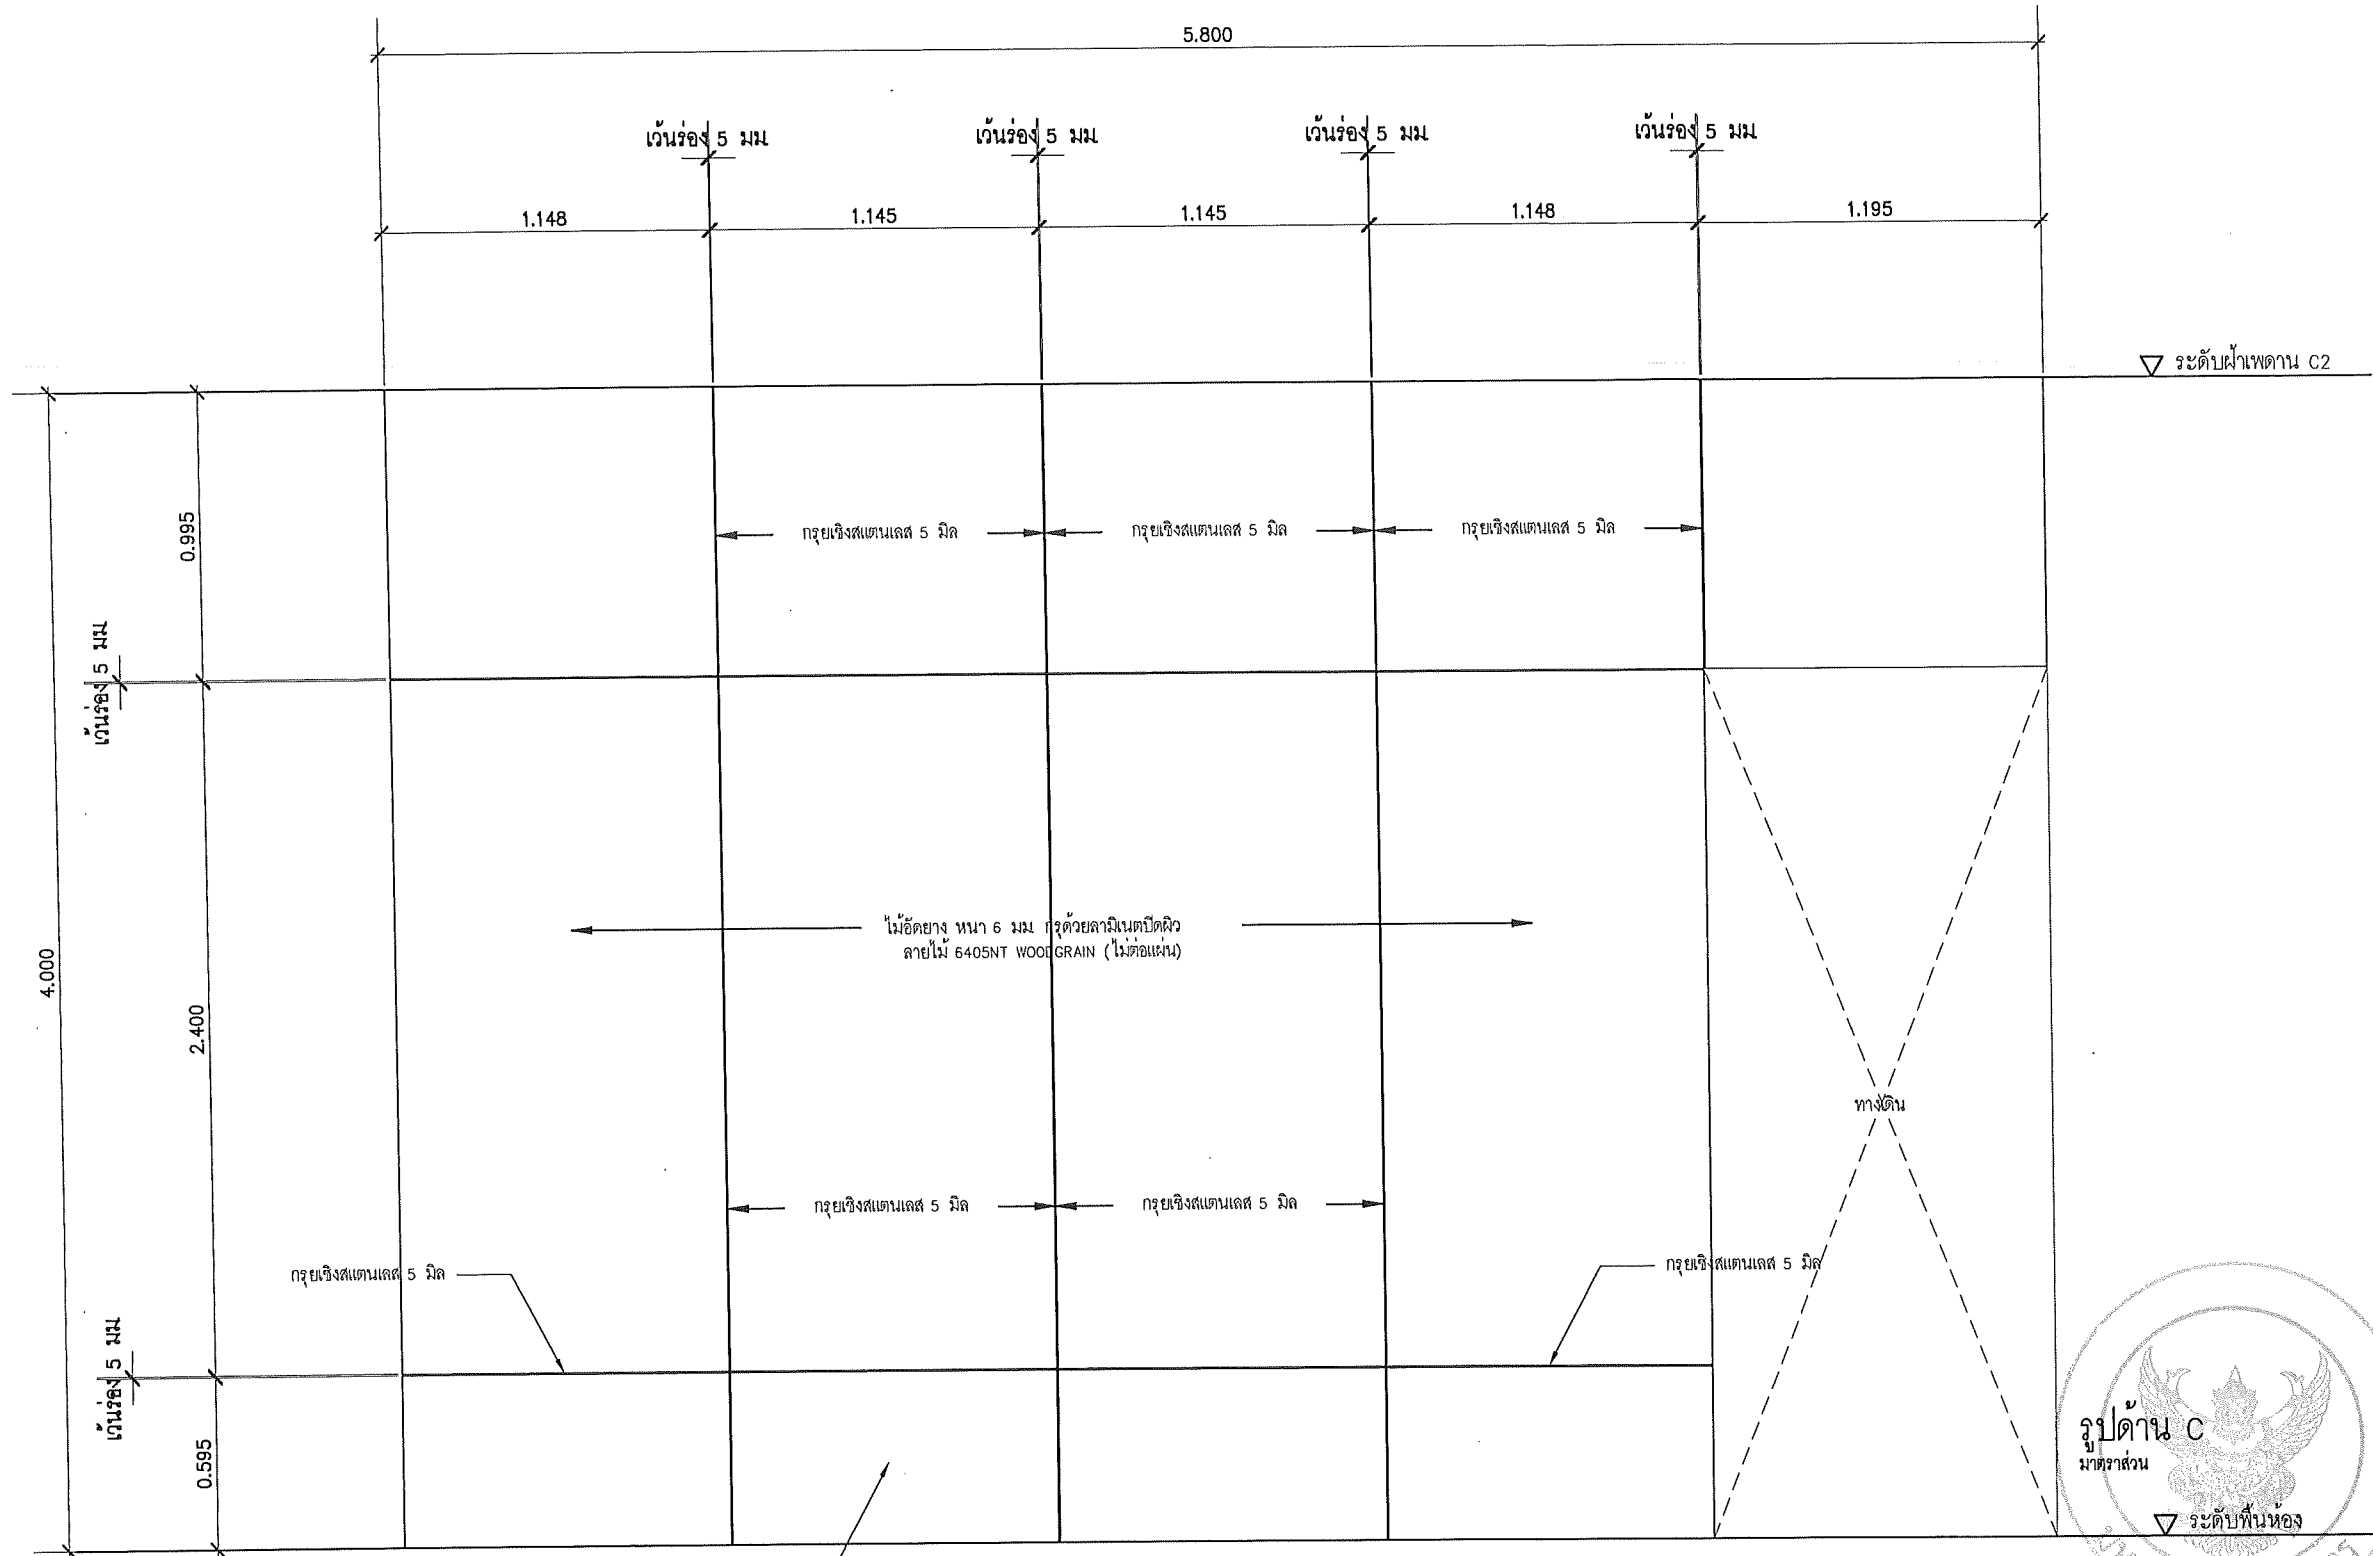 5.800
เว้นร่อง 5 มม.
เว้นร่อง 5 มม.
เว้นร่อง 5 มม.
เว้นร่อง 5 มม.
1.148
1.145
1.145
1.148
1.195
ระดับฝ้าเพดาน C2
0.995
กรุยเชิงสแตนเลส 5 มิล
กรุยเชิงสแตนเลส 5 มิล
กรุยเชิงสแตนเลส 5 มิล
เว้นร่อง 5 มม.
4.000
2.400
ไม้อัดยาง หนา 6 มม. กรุด้วยลามิเนตปิดผิว
ลายไม้ 6405NT WOODGRAIN (ไม่ต่อแผ่น)
ทางเดิน
กรุยเชิงสแตนเลส 5 มิล
กรุยเชิงสแตนเลส 5 มิล
กรุยเชิงสแตนเลส 5 มิล
กรุยเชิงสแตนเลส 5 มิล
เว้นร่อง 5 มม.
0.595
รูปด้าน C
มาตราส่วน
ระดับพื้นห้อง